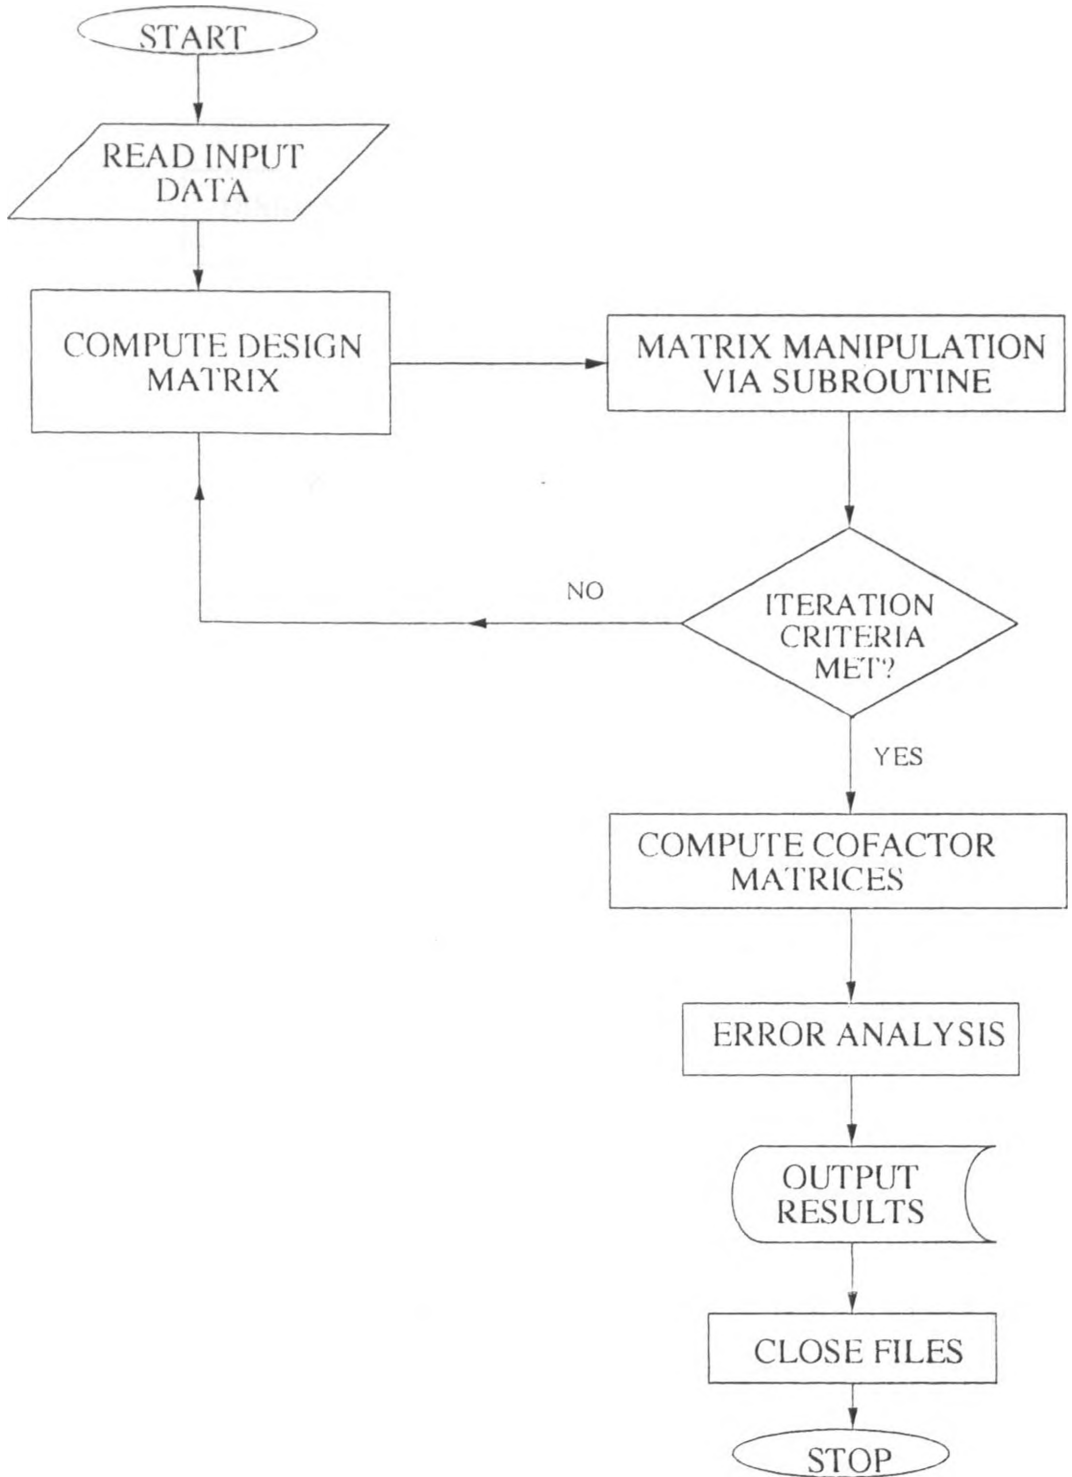 START
READ INPUT
DATA
COMPUTE DESIGN
MATRIX
MATRIX MANIPULATION
VIA SUBROUTINE
NO
ITERATION
CRITERIA
MET?
YES
COMPUTE COFACTOR
MATRICES
ERROR ANALYSIS
OUTPUT
RESULTS
CLOSE FILES
STOP